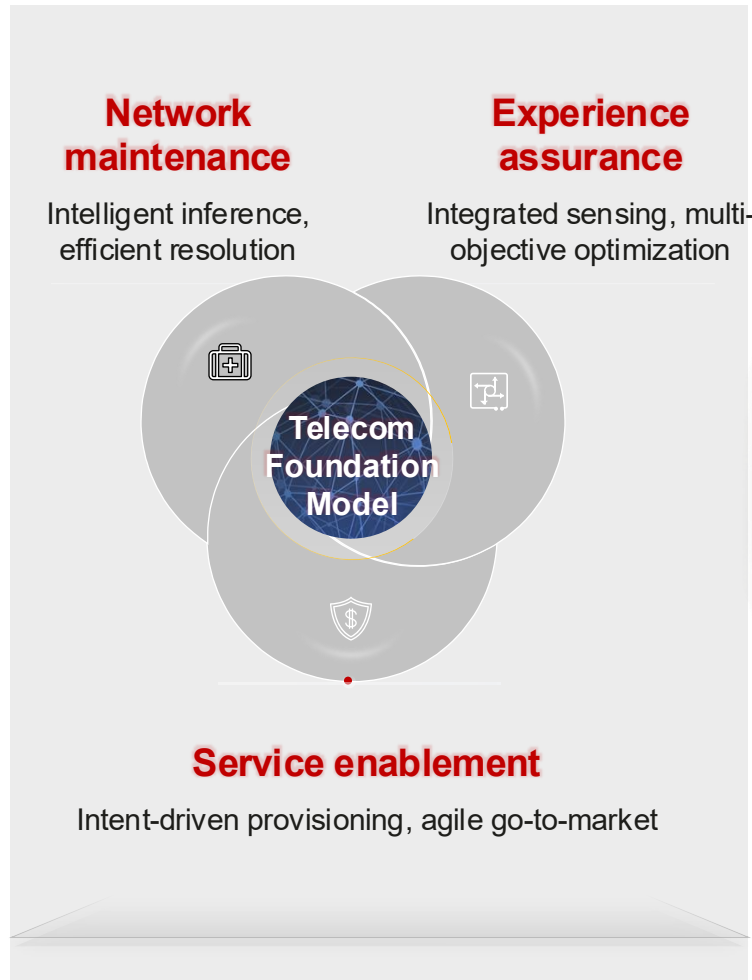 Network
maintenance
Intelligent inference,
efficient resolution
Experience
assurance
Integrated sensing, multi-
objective optimization
Telecom
Foundation
Model
$
Service enablement
Intent-driven provisioning, agile go-to-market